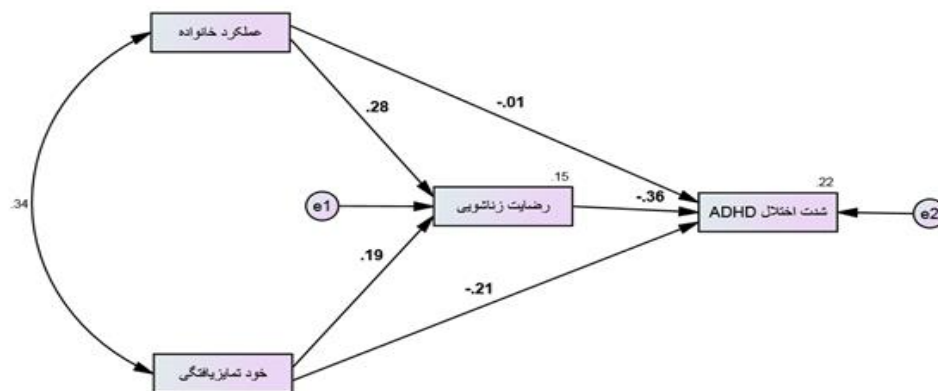 عملکرد خانواده
-.01
.28
.34
.15
.22
e1
رضایت زناشویی
-.36
شدت اختلال ADHD
e2
.19
-.21
خود تمایزیافتگی